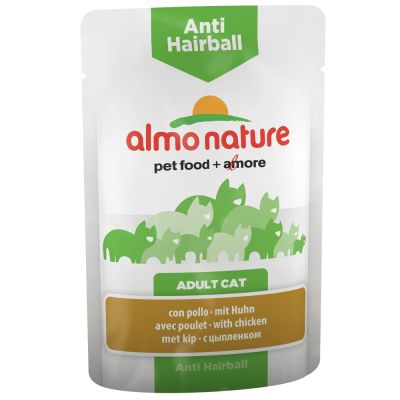 Anti
Hairball
almo nature
pet food + amore
ADULT CAT
con pollo · mit Huhn
avec poulet · with chicken
met kip · с цыпленком
Anti Hairball